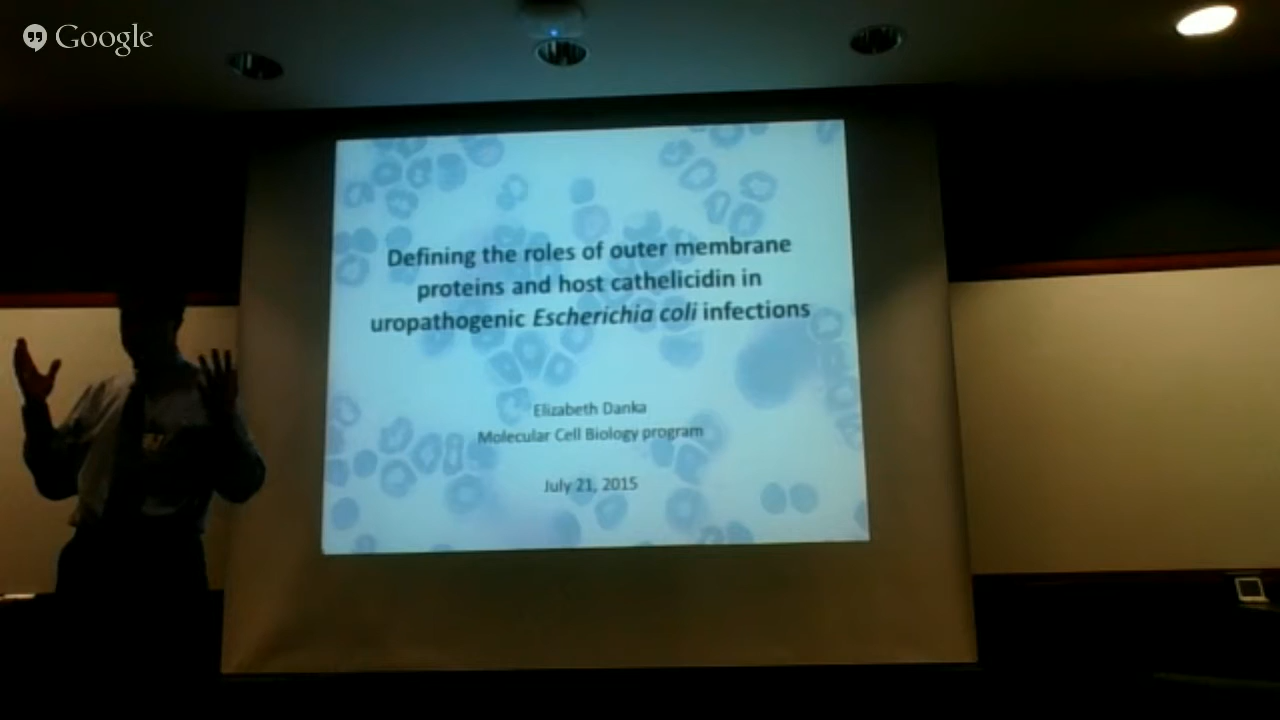 Google
Defining the roles of outer membrane
proteins and host cathelicidin in
uropathogenic Escherichia coli infections
Elizabeth Danka
Molecular Cell Biology program
July 21, 2015